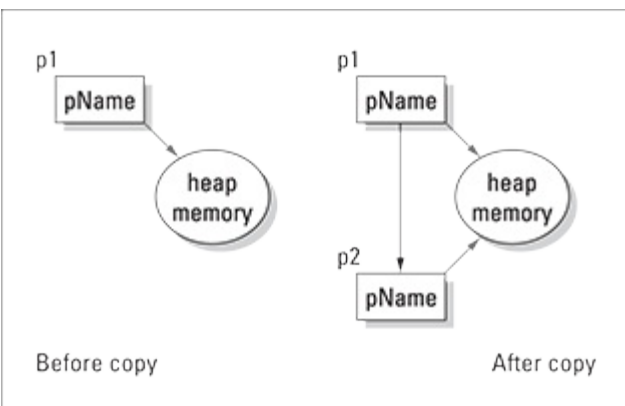 p1
pName
heap
memory
Before copy
p1
pName
heap
memory
p2
pName
After copy